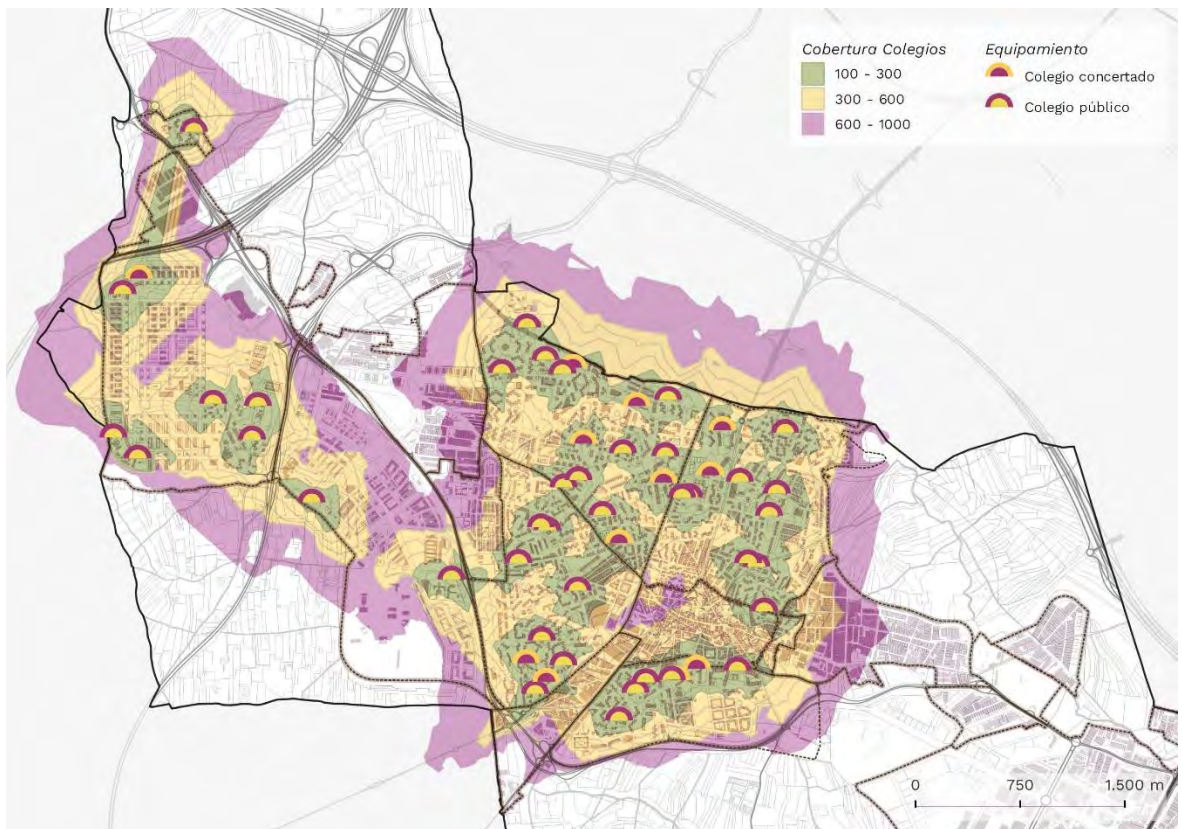 Cobertura Colegios
100 - 300
300 - 600
600 - 1000
Equipamiento
Colegio concertado
Colegio público
0 750 1.500 m